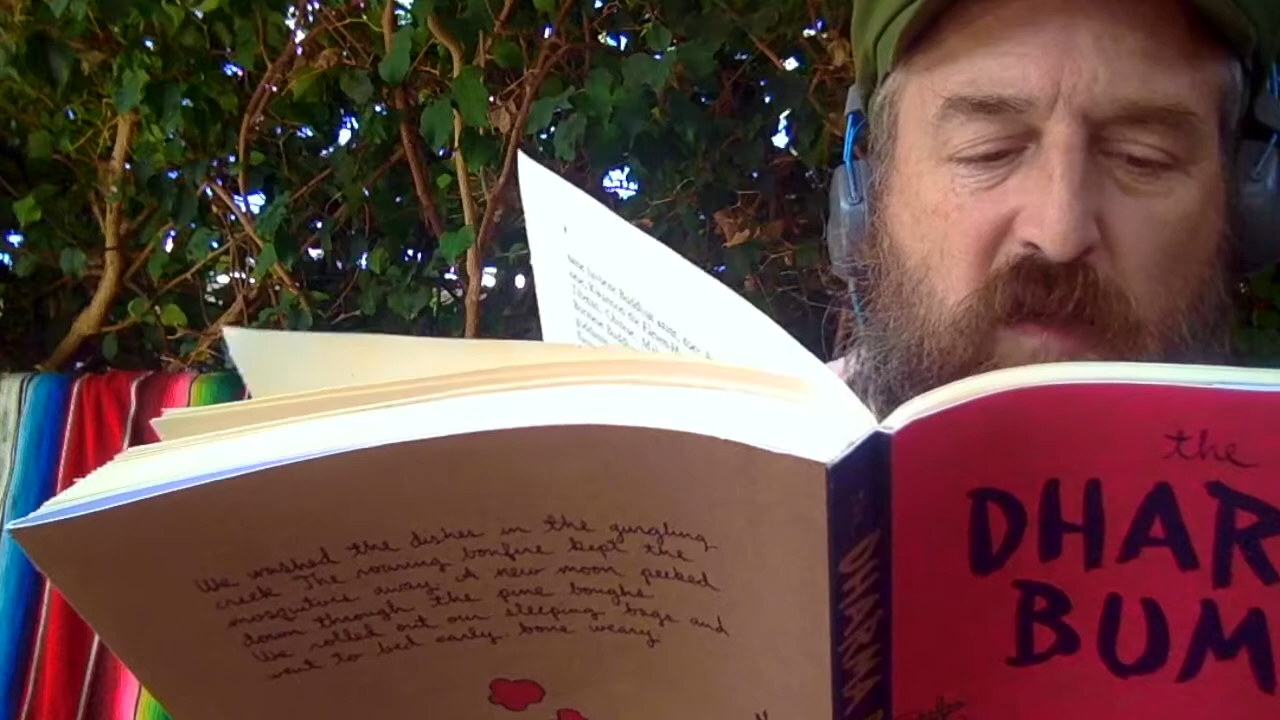 We washed the dishes in the gurgling
creek. The roaring bonfire kept the
mosquitoes away. A new moon peeked
down through the pine boughs.
We rolled out our sleeping bags and
went to bed early, bone weary.
DHARMA
the
DHAR
BUM